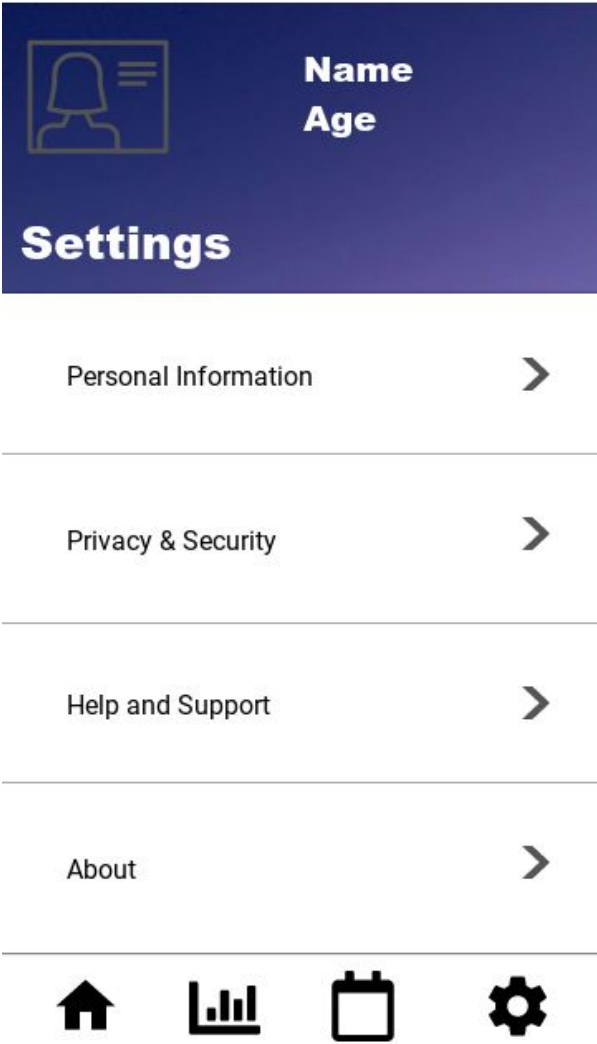 Name
Age
Settings
Personal Information
Privacy & Security
Help and Support
About